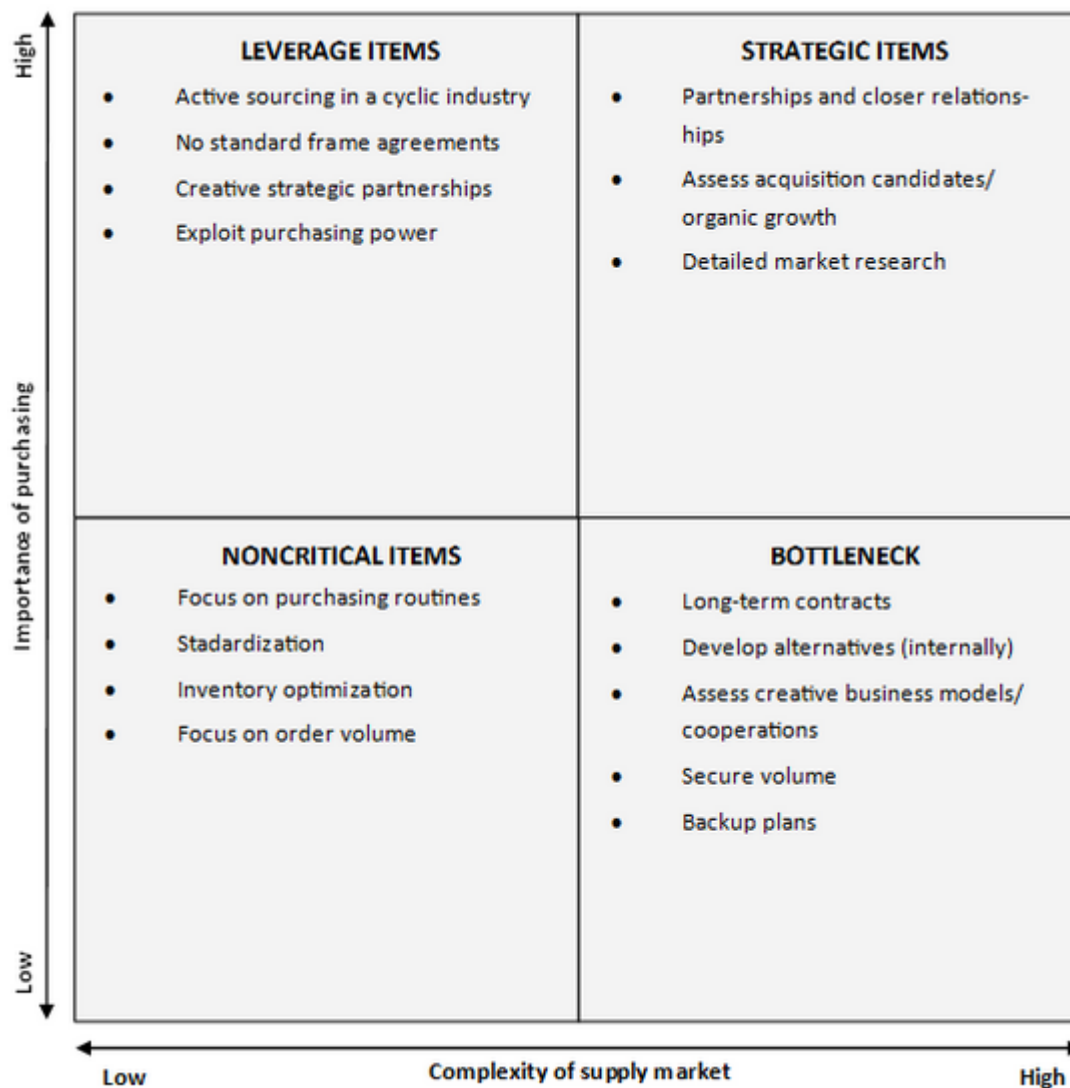 High
Importance of purchasing
Low
LEVERAGE ITEMS
Active sourcing in a cyclic industry
No standard frame agreements
Creative strategic partnerships
Exploit purchasing power
STRATEGIC ITEMS
Partnerships and closer relations-
hips
Assess acquisition candidates/
organic growth
Detailed market research
NONCRITICAL ITEMS
Focus on purchasing routines
Stadardization
Inventory optimization
Focus on order volume
BOTTLENECK
Long-term contracts
Develop alternatives (internally)
Assess creative business models/
cooperations
Secure volume
Backup plans
Low
Complexity of supply market
High